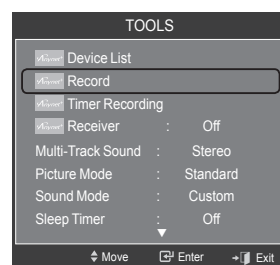 TOOLS
Device List
Record
Timer Recording
Receiver : Off
Multi-Track Sound : Stereo
Picture Mode : Standard
Sound Mode : Custom
Sleep Timer : Off
Move Enter Exit